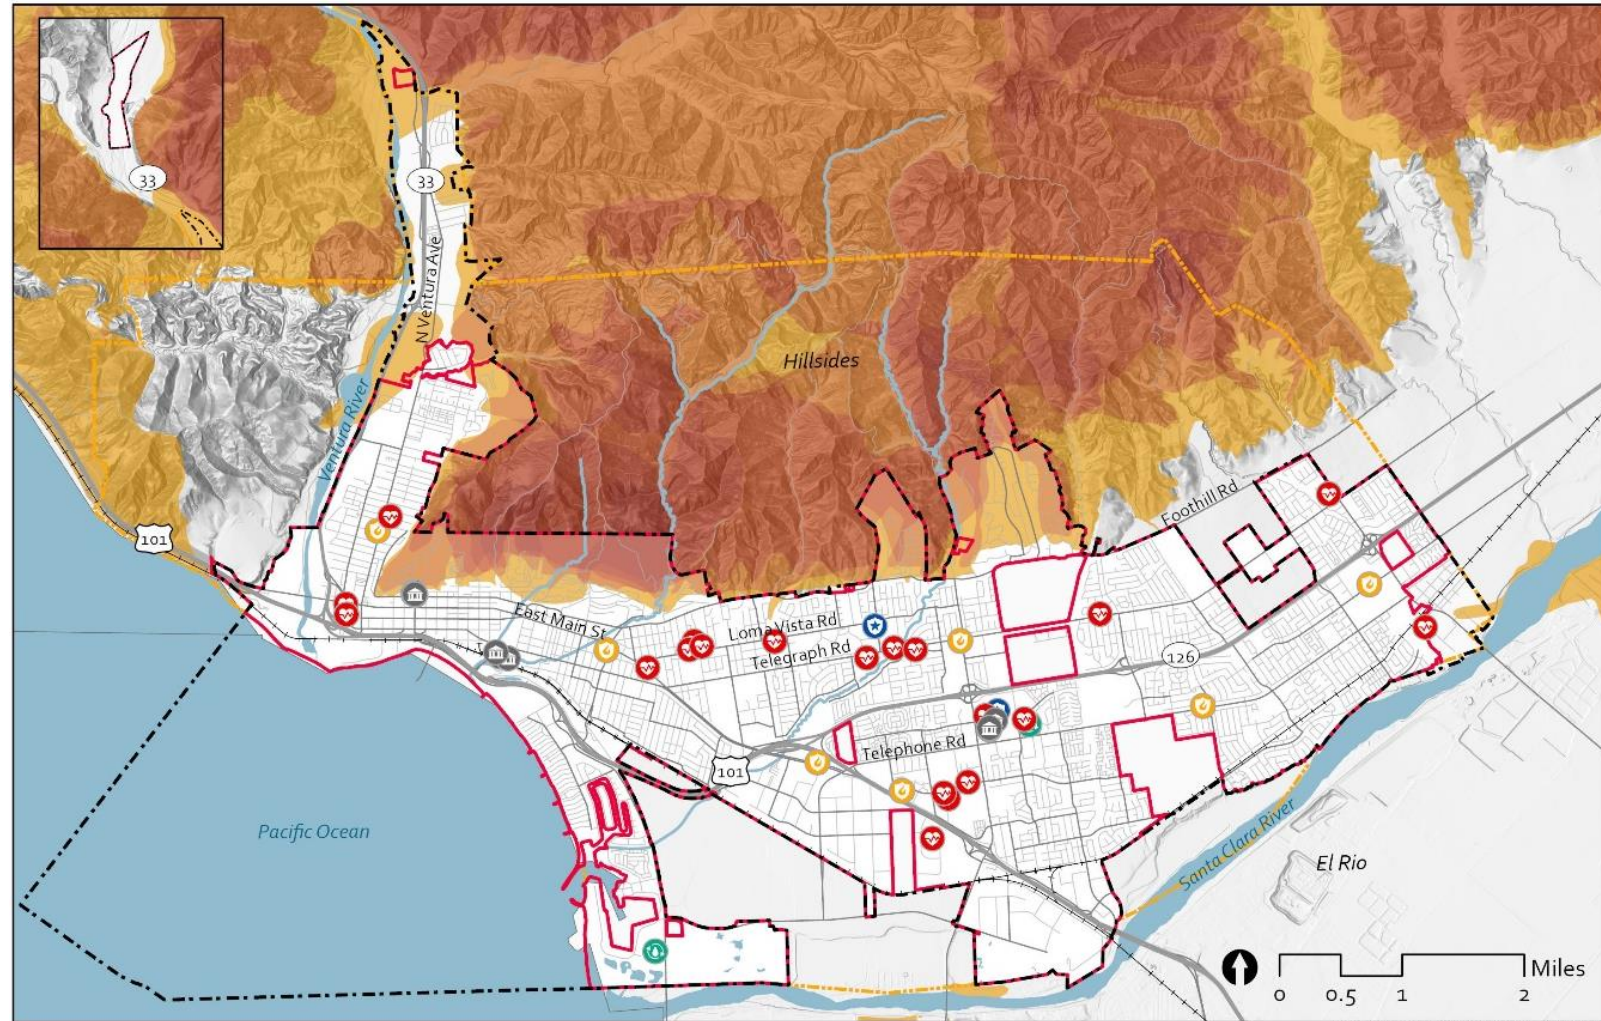 33
33
N Ventura Ave
Hillsides
Ventura River
Foothill Rd
101
East Main St
Loma Vista Rd
Telegraph Rd
126
Telephone Rd
101
Pacific Ocean
Santa Clara River
El Rio
Miles
0 0.5 1 2